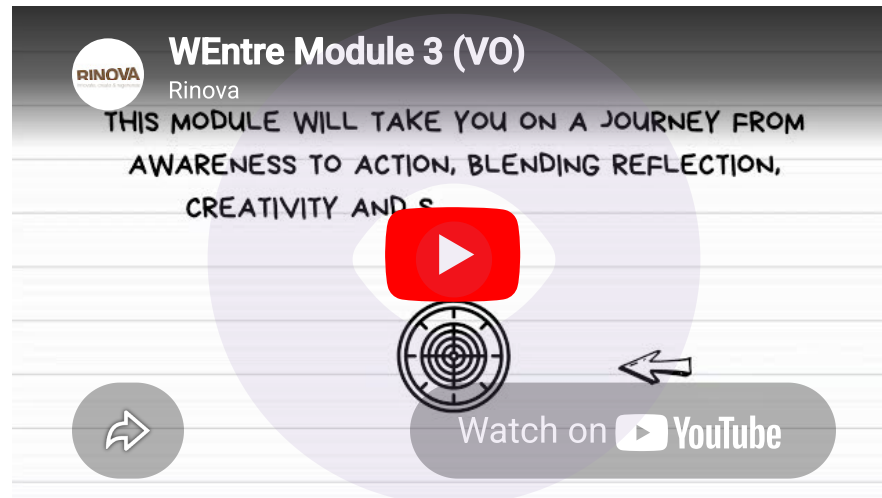 WEntre Module 3 (VO)
RINOVA
Rinova
THIS MODULE WILL TAKE YOU ON A JOURNEY FROM
AWARENESS TO ACTION, BLENDING REFLECTION,
CREATIVITY AND S
Watch on YouTube